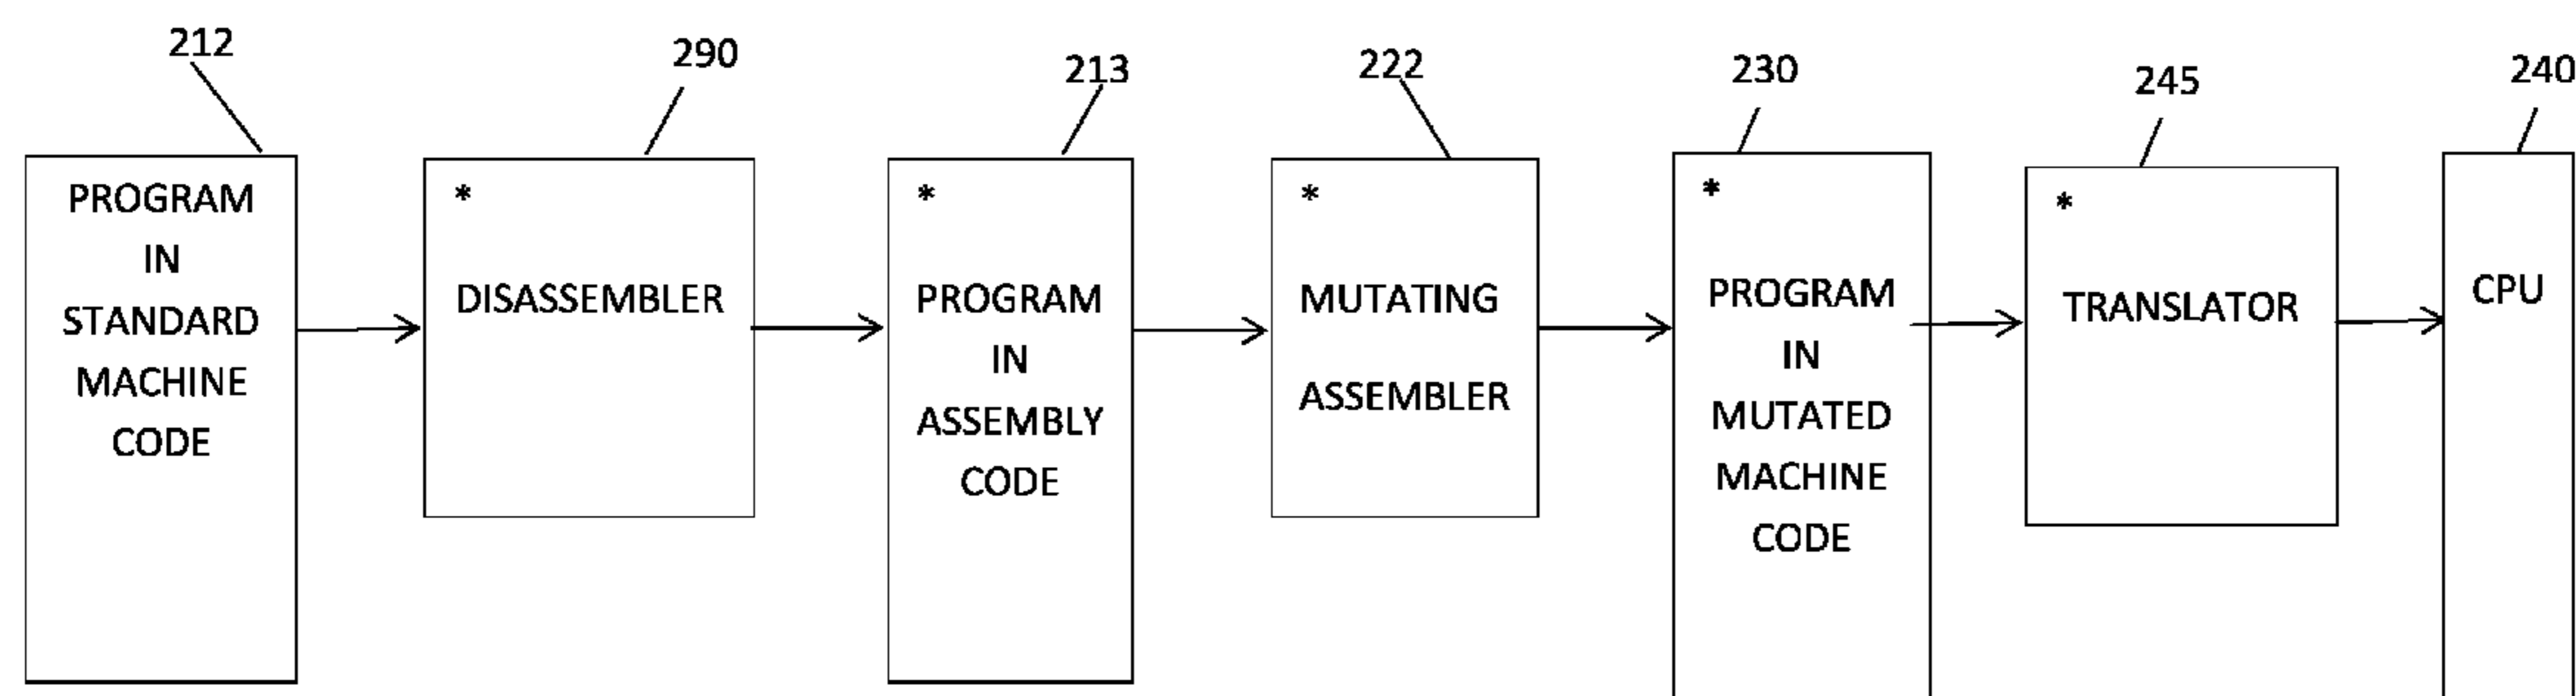 212
290
213
222
230
245
240
PROGRAM
IN
STANDARD
MACHINE
CODE
*
DISASSEMBLER
*
PROGRAM
IN
ASSEMBLY
CODE
*
MUTATING
ASSEMBLER
*
PROGRAM
IN
MUTATED
MACHINE
CODE
*
TRANSLATOR
CPU